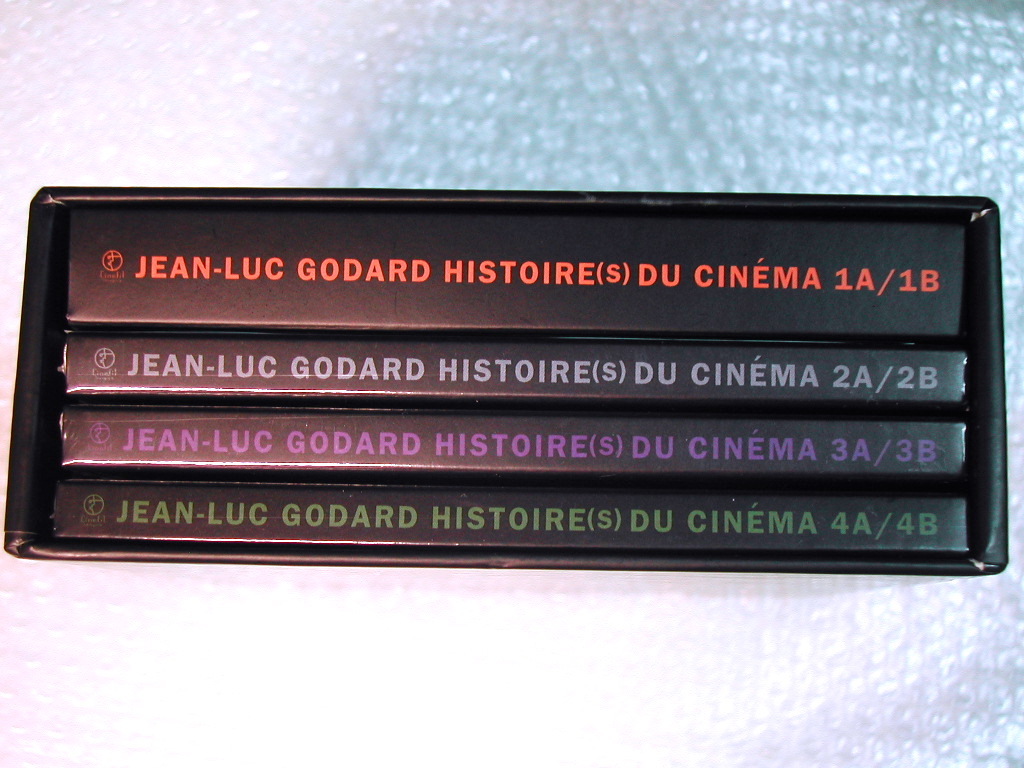 JEAN-LUC GODARD HISTOIRE(S) DU CINÉMA 1A/1B
JEAN-LUC GODARD HISTOIRE(S) DU CINÉMA 2A/2B
JEAN-LUC GODARD HISTOIRE(S) DU CINÉMA 3A/3B
JEAN-LUC GODARD HISTOIRE(S) DU CINÉMA 4A/4B